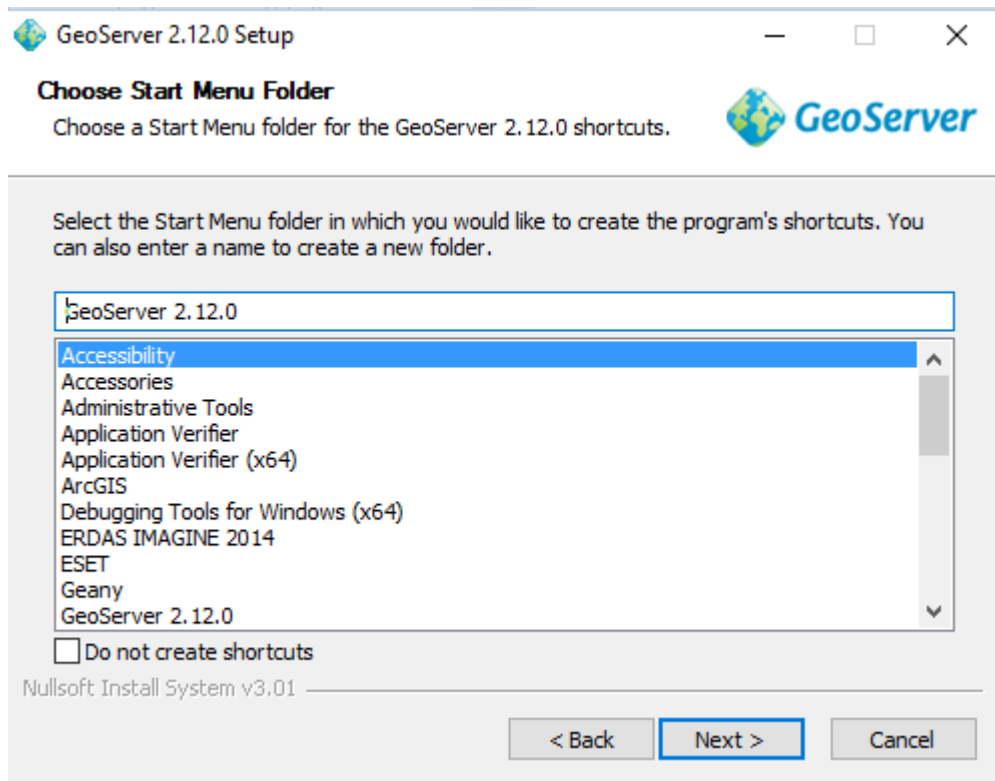 GeoServer 2.12.0 Setup
Choose Start Menu Folder
Choose a Start Menu folder for the GeoServer 2.12.0 shortcuts.
GeoServer
Select the Start Menu folder in which you would like to create the program's shortcuts. You
can also enter a name to create a new folder.
GeoServer 2.12.0
Accessibility
Accessories
Administrative Tools
Application Verifier
Application Verifier (x64)
ArcGIS
Debugging Tools for Windows (x64)
ERDAS IMAGINE 2014
ESET
Geany
GeoServer 2.12.0
Do not create shortcuts
Nullsoft Install System v3.01
< Back Next > Cancel